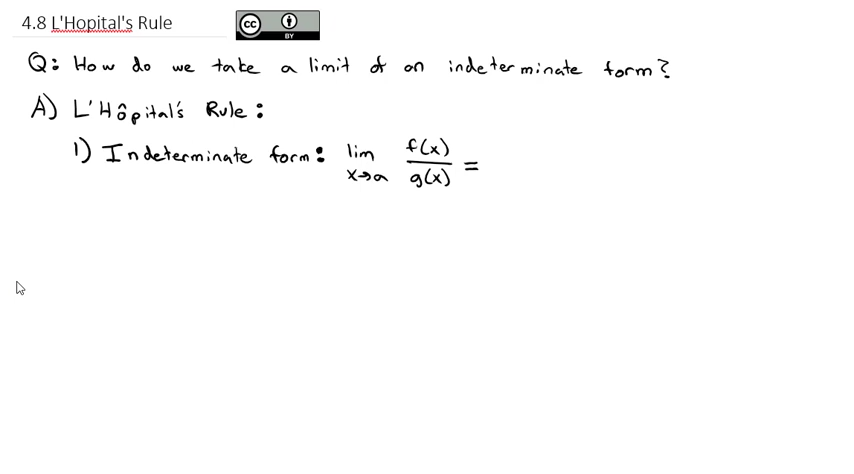 4.8 L'Hopital's Rule
cc BY
Q: How do we take a limit of an indeterminate form?
A) L'Hôpital's Rule:
1) Indeterminate form: lim x→a f(x)/g(x) =